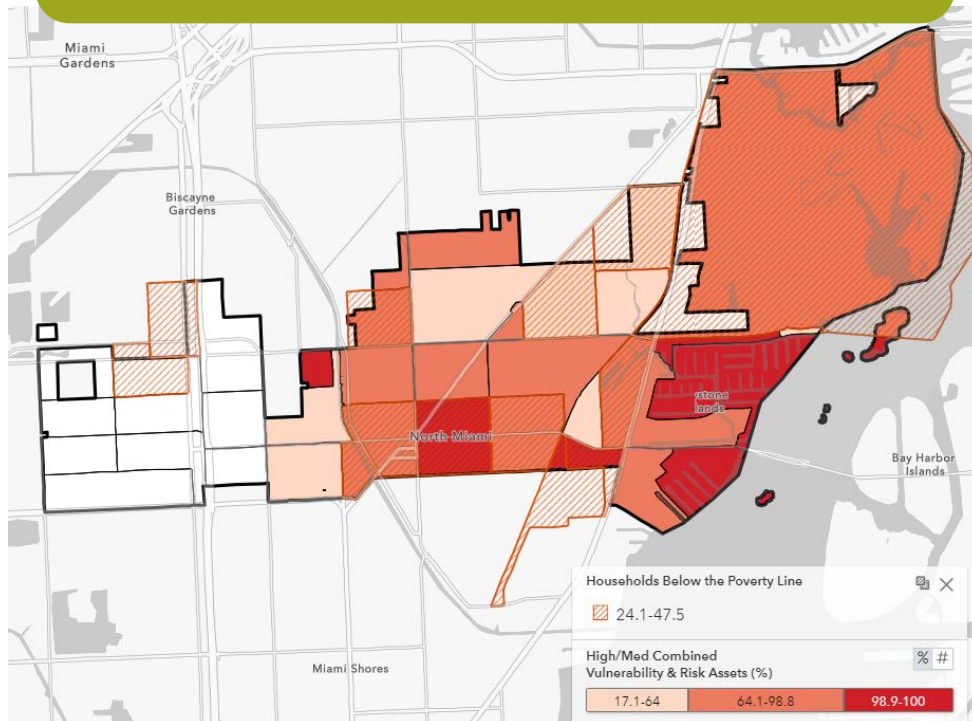 Miami
Gardens
Biscayne
Gardens
ystone
lands
North Miami
Bay Harbor
Islands
Miami Shores
Households Below the Poverty Line
24.1-47.5
High/Med Combined
Vulnerability & Risk Assets (%)
% #
17.1-64 64.1-98.8 98.9-100